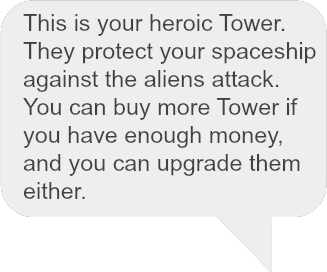 This is your heroic Tower.
They protect your spaceship
against the aliens attack.
You can buy more Tower if
you have enough money,
and you can upgrade them
either.